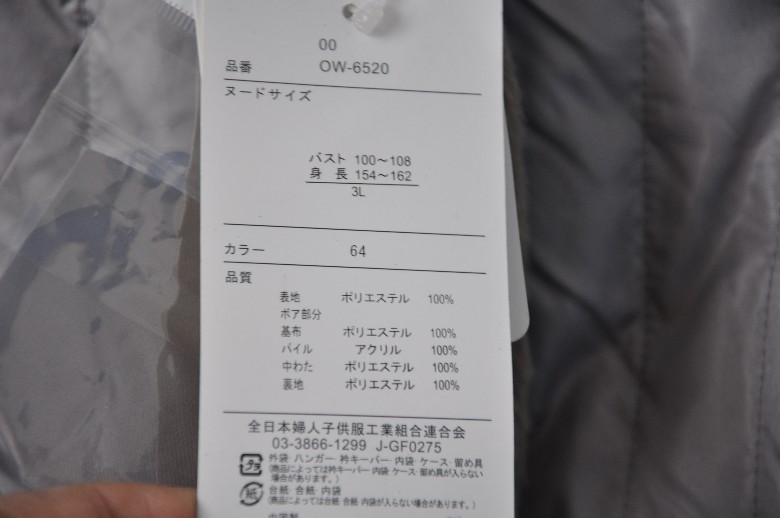 00
品番 OW-6520
ヌードサイズ
バスト 100～108
身長 154～162
3L
カラー 64
品質
表地 ポリエステル 100%
ボア部分
基布 ポリエステル 100%
パイル アクリル 100%
中わた ポリエステル 100%
裏地 ポリエステル 100%
全日本婦人子供服工業組合連合会
03-3866-1299 J-GF0275
プラ 外袋・ハンガー・衿キーパー・内袋・ケース・留め具
(商品によっては衿キーパー・内袋・ケース・留め具が入らない
場合があります。)
紙 台紙・合紙・内袋
(商品によっては台紙・合紙・内袋が入らない場合があります。)